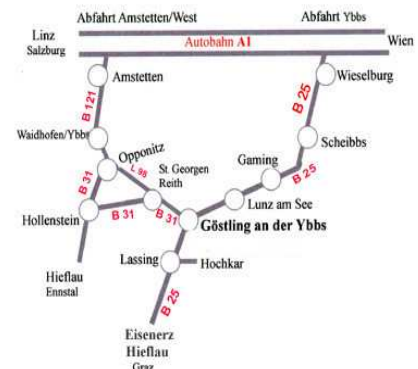 Abfahrt Amstetten/West
Abfahrt Ybbs
Linz
Salzburg
Autobahn A1
Wien
Amstetten
Wieselburg
B 121
B 25
Waidhofen/Ybbs
Scheibbs
Opponitz
L 98
St. Georgen
Reith
Gaming
B 25
B 31
B 31
B 31
Lunz am See
Hollenstein
Göstling an der Ybbs
Hieflau
Ennstal
Lassing
Hochkar
B 25
Eisenerz
Hieflau
Graz